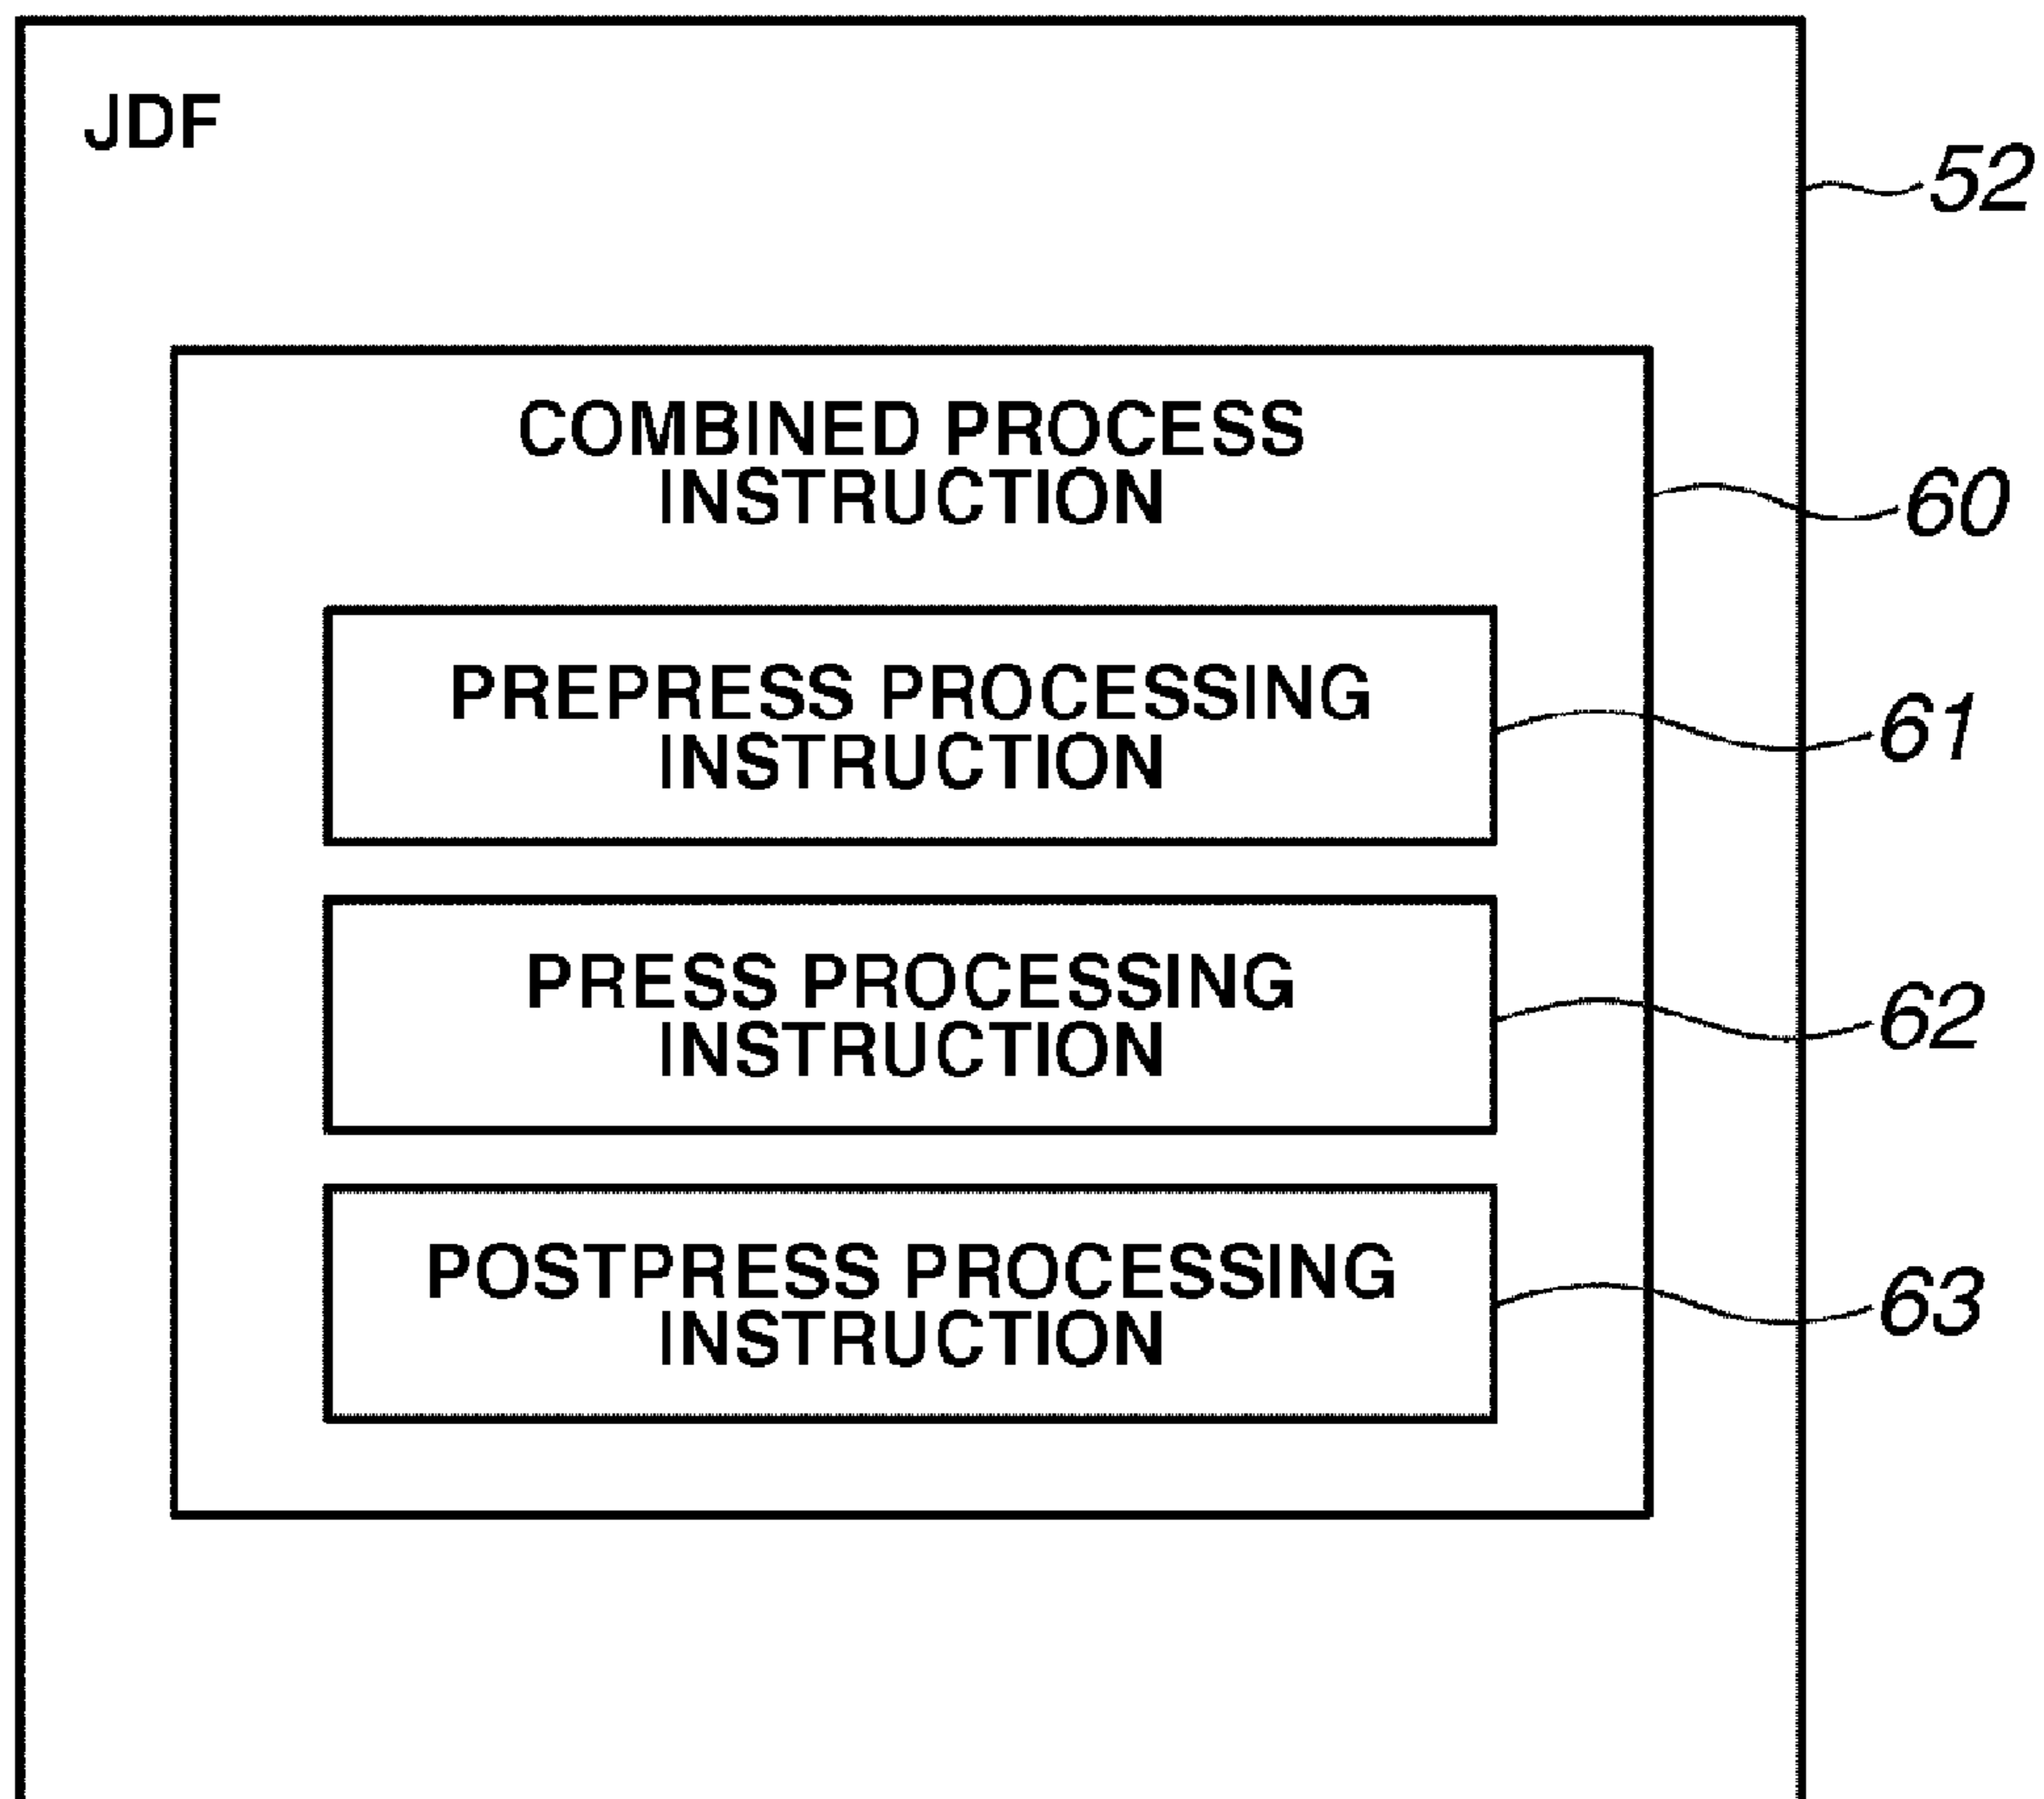 JDF
52
COMBINED PROCESS
INSTRUCTION
60
PREPRESS PROCESSING
INSTRUCTION
61
PRESS PROCESSING
INSTRUCTION
62
POSTPRESS PROCESSING
INSTRUCTION
63